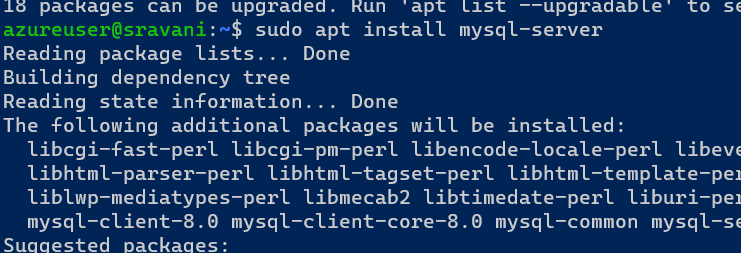 18 packages can be upgraded. Run 'apt list --upgradable' to se
azureuser@sravani:~$ sudo apt install mysql-server
Reading package lists... Done
Building dependency tree
Reading state information... Done
The following additional packages will be installed:
libcgi-fast-perl libcgi-pm-perl libencode-locale-perl libeve
libhtml-parser-perl libhtml-tagset-perl libhtml-template-per
liblwp-mediatypes-perl libmecab2 libtimedate-perl liburi-per
mysql-client-8.0 mysql-client-core-8.0 mysql-common mysql-se
Suggested packages: